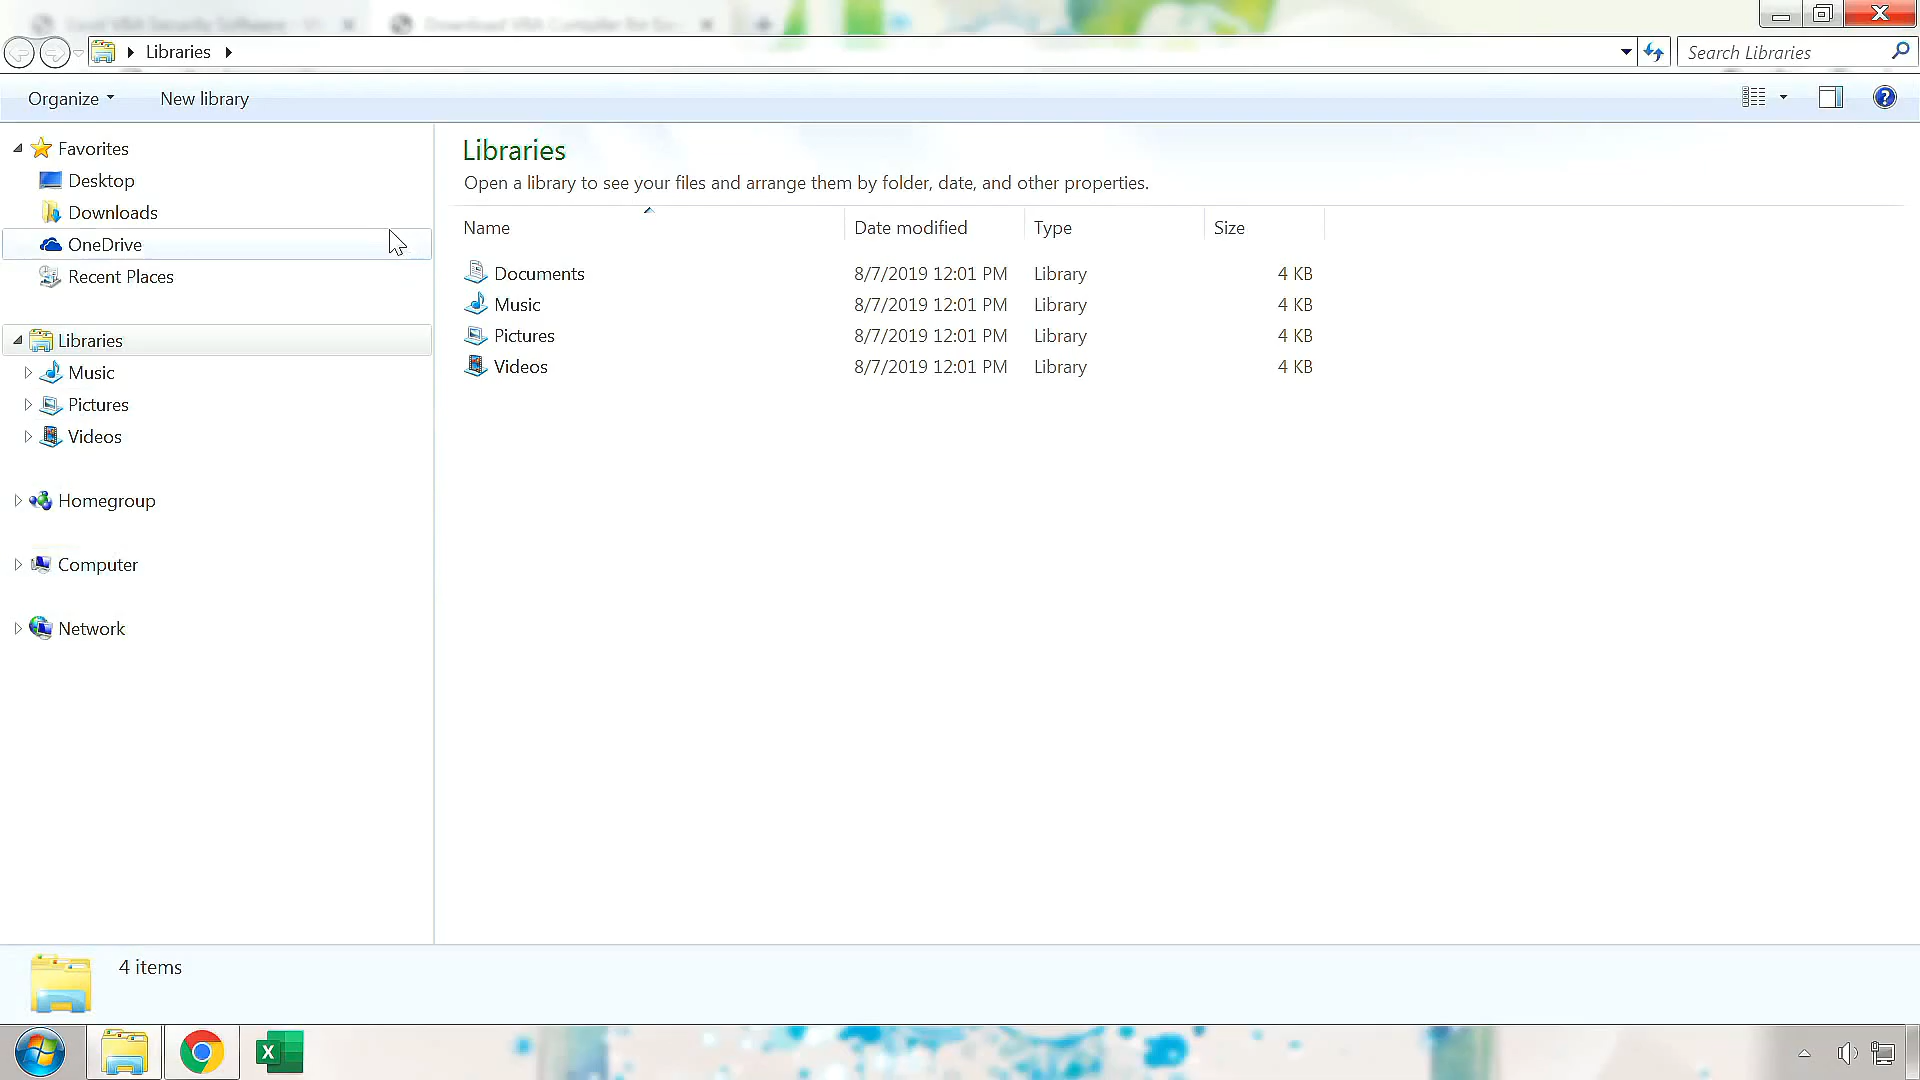 Libraries
Search Libraries
Organize
New library
Favorites
Desktop
Downloads
OneDrive
Recent Places
Libraries
Music
Pictures
Videos
Homegroup
Computer
Network
Libraries
Open a library to see your files and arrange them by folder, date, and other properties.
Name Date modified Type Size
Documents 8/7/2019 12:01 PM Library 4 KB
Music 8/7/2019 12:01 PM Library 4 KB
Pictures 8/7/2019 12:01 PM Library 4 KB
Videos 8/7/2019 12:01 PM Library 4 KB
4 items